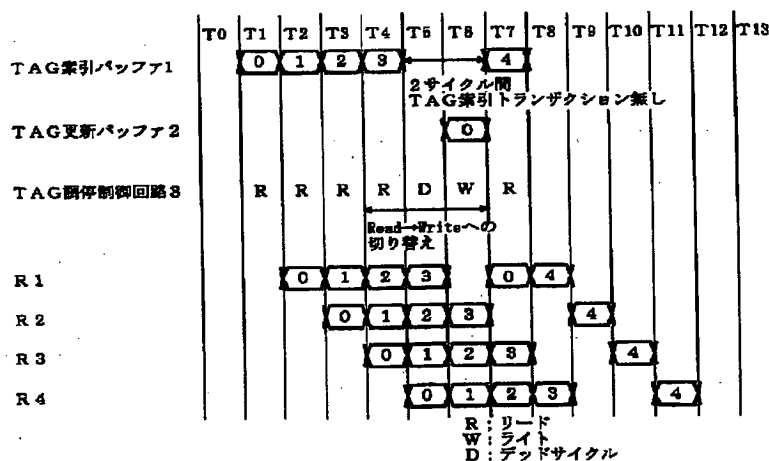 T0 T1 T2 T3 T4 T5 T6 T7 T8 T9 T10 T11 T12 T13
TAG索引バッファ1 0 1 2 3 4
2サイクル間
TAG索引トランザクション無し
TAG更新バッファ2 0
TAG調停制御回路3 R R R R D W R
Read→Writeへの
切り替え
R1 0 1 2 3 0 4
R2 0 1 2 3 4
R3 0 1 2 3 4
R4 0 1 2 3 4
R：リード
W：ライト
D：デッドサイクル